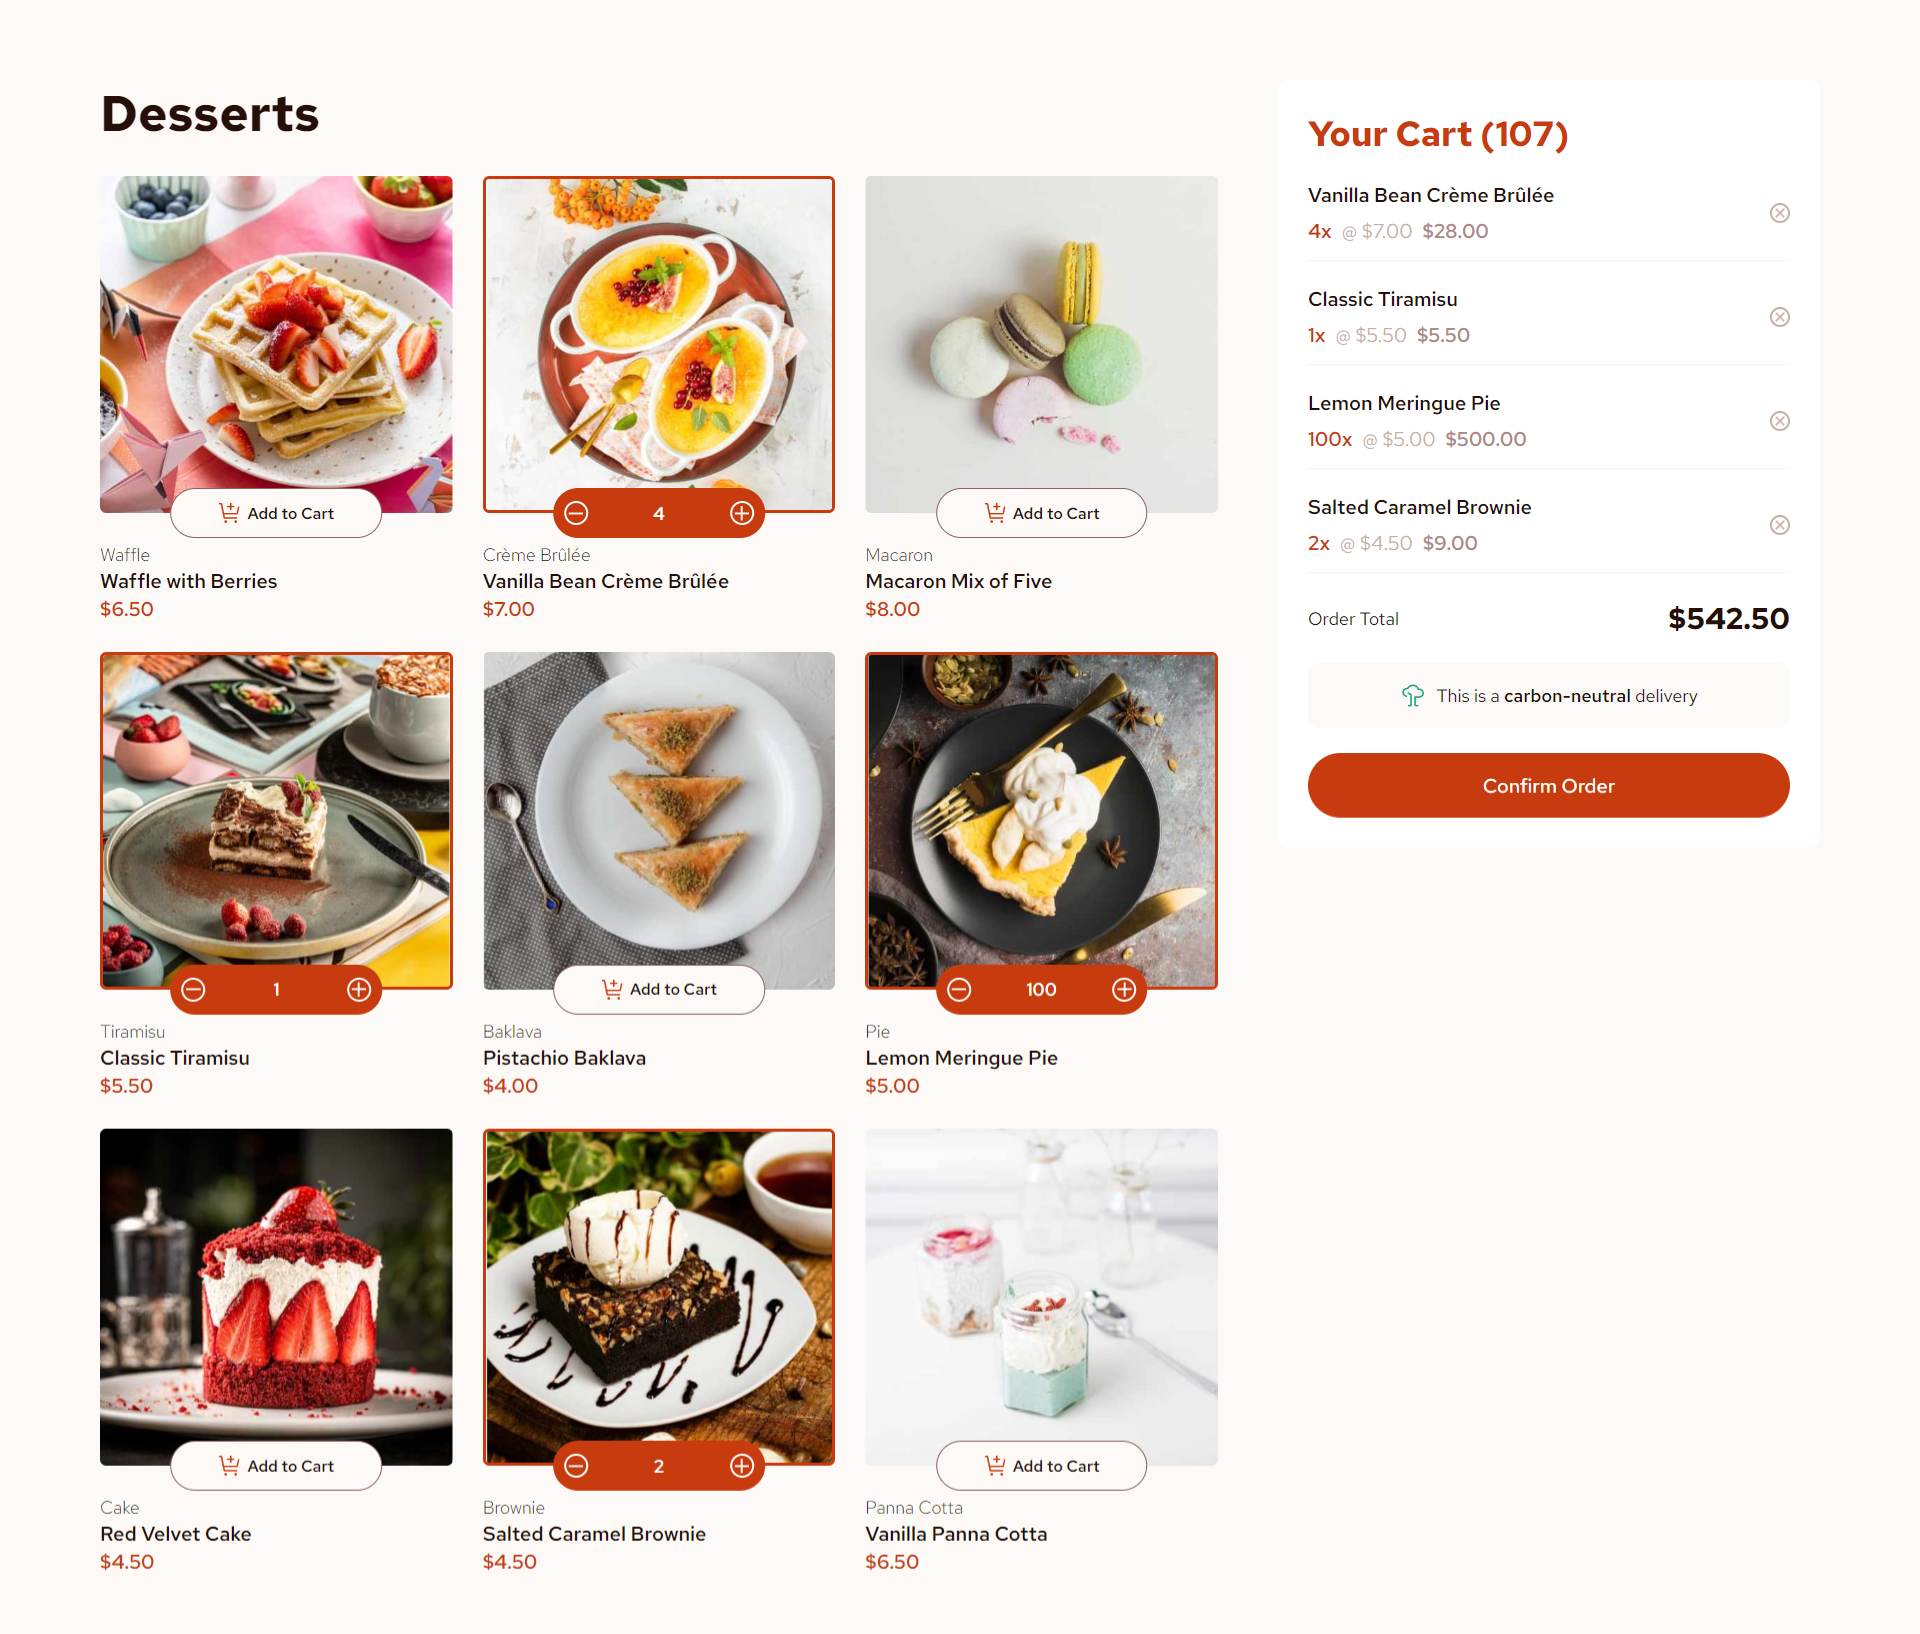 Desserts
Add to Cart
Waffle
Waffle with Berries
$6.50
4
Crème Brûlée
Vanilla Bean Crème Brûlée
$7.00
Add to Cart
Macaron
Macaron Mix of Five
$8.00
1
Tiramisu
Classic Tiramisu
$5.50
Add to Cart
Baklava
Pistachio Baklava
$4.00
100
Pie
Lemon Meringue Pie
$5.00
Add to Cart
Cake
Red Velvet Cake
$4.50
2
Brownie
Salted Caramel Brownie
$4.50
Add to Cart
Panna Cotta
Vanilla Panna Cotta
$6.50
Your Cart (107)
Vanilla Bean Crème Brûlée
4x @ $7.00 $28.00
Classic Tiramisu
1x @ $5.50 $5.50
Lemon Meringue Pie
100x @ $5.00 $500.00
Salted Caramel Brownie
2x @ $4.50 $9.00
Order Total $542.50
This is a carbon-neutral delivery
Confirm Order